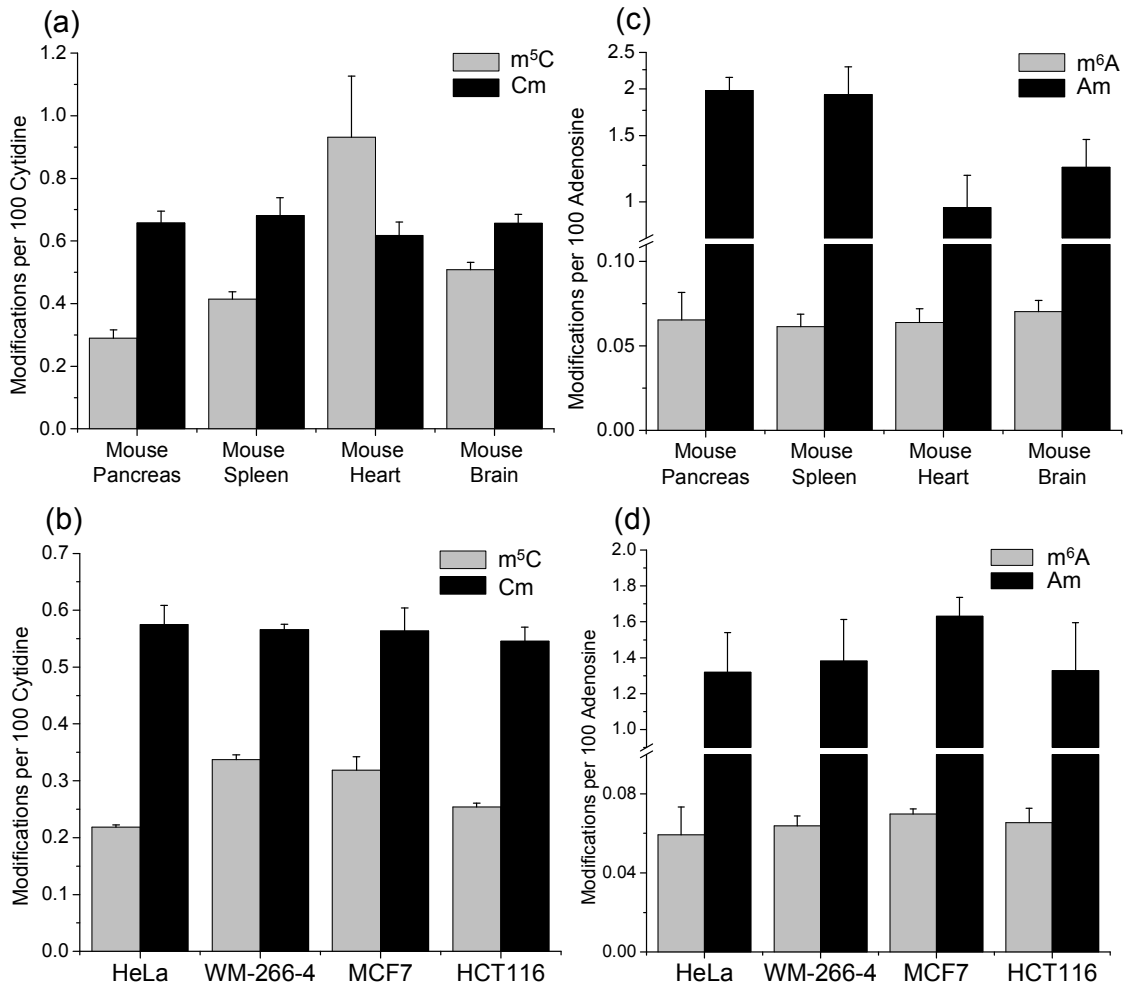 (a)
Modifications per 100 Cytidine
1.2
1.0
0.8
0.6
0.4
0.2
0.0
m⁵C
Cm
Mouse Pancreas
Mouse Spleen
Mouse Heart
Mouse Brain
(c)
Modifications per 100 Adenosine
2.5
2
1.5
1
0.10
0.05
0.00
m⁶A
Am
Mouse Pancreas
Mouse Spleen
Mouse Heart
Mouse Brain
(b)
Modifications per 100 Cytidine
0.7
0.6
0.5
0.4
0.3
0.2
0.1
0.0
m⁵C
Cm
HeLa
WM-266-4
MCF7
HCT116
(d)
Modifications per 100 Adenosine
2.0
1.8
1.6
1.4
1.2
1.0
0.08
0.04
0.00
m⁶A
Am
HeLa
WM-266-4
MCF7
HCT116